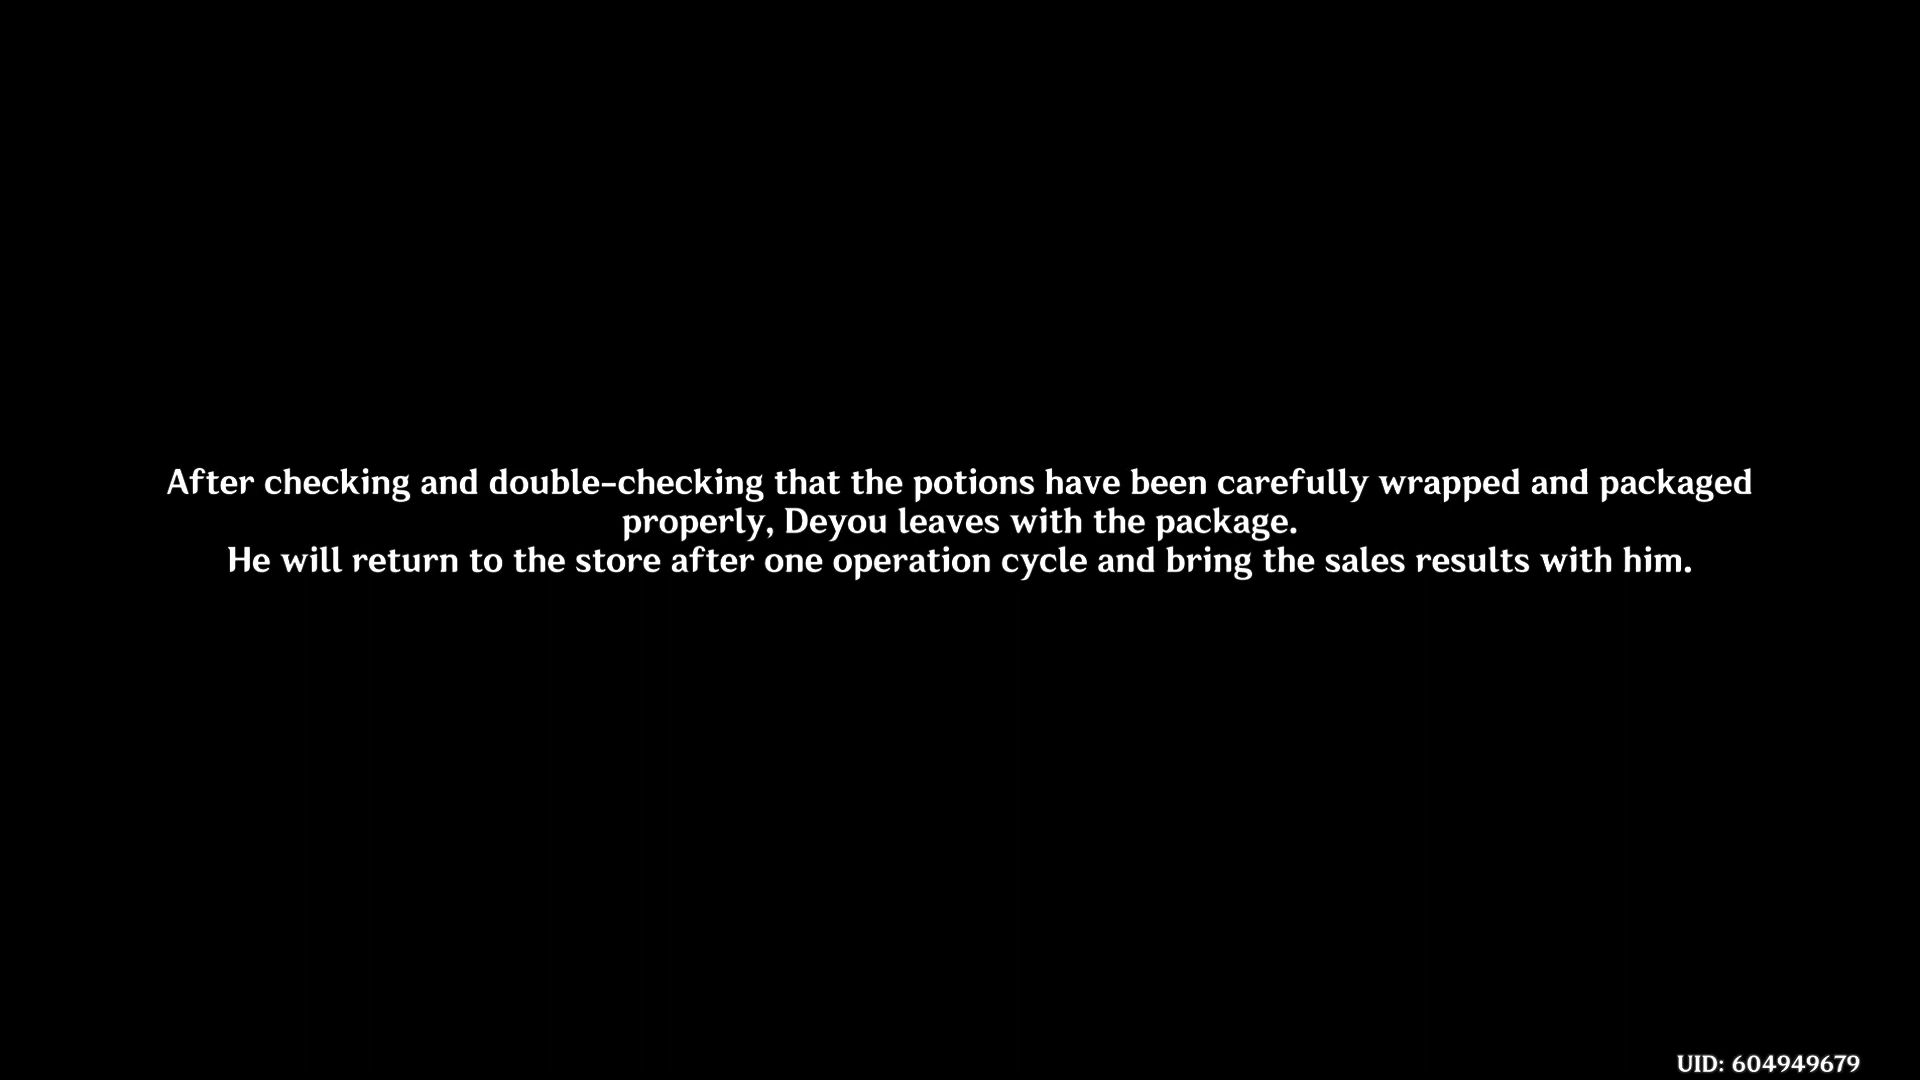 After checking and double-checking that the potions have been carefully wrapped and packaged
properly, Deyou leaves with the package.
He will return to the store after one operation cycle and bring the sales results with him.
UID: 604949679